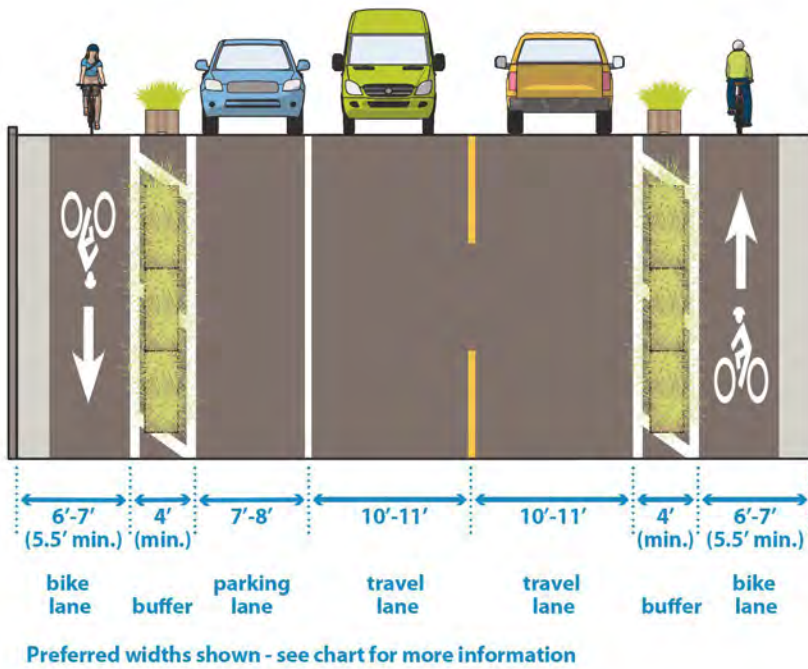 6'-7' 4' 7'-8' 10'-11' 10'-11' 4' 6'-7'
(5.5' min.) (min.) (min.) (5.5' min.)
bike parking travel travel bike
lane buffer lane lane lane buffer lane
Preferred widths shown - see chart for more information